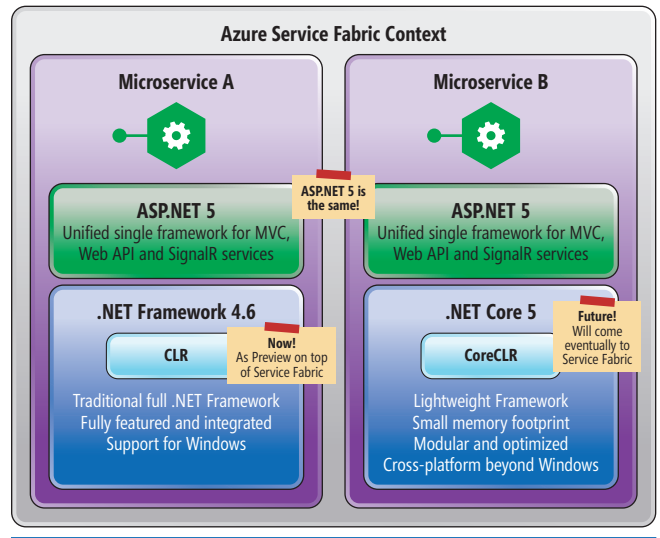 Azure Service Fabric Context
Microservice A
ASP.NET 5
Unified single framework for MVC,
Web API and SignalR services
.NET Framework 4.6
CLR
Now!
As Preview on top
of Service Fabric
Traditional full .NET Framework
Fully featured and integrated
Support for Windows
ASP.NET 5 is
the same!
Microservice B
ASP.NET 5
Unified single framework for MVC,
Web API and SignalR services
.NET Core 5
CoreCLR
Future!
Will come
eventually to
Service Fabric
Lightweight Framework
Small memory footprint
Modular and optimized
Cross-platform beyond Windows